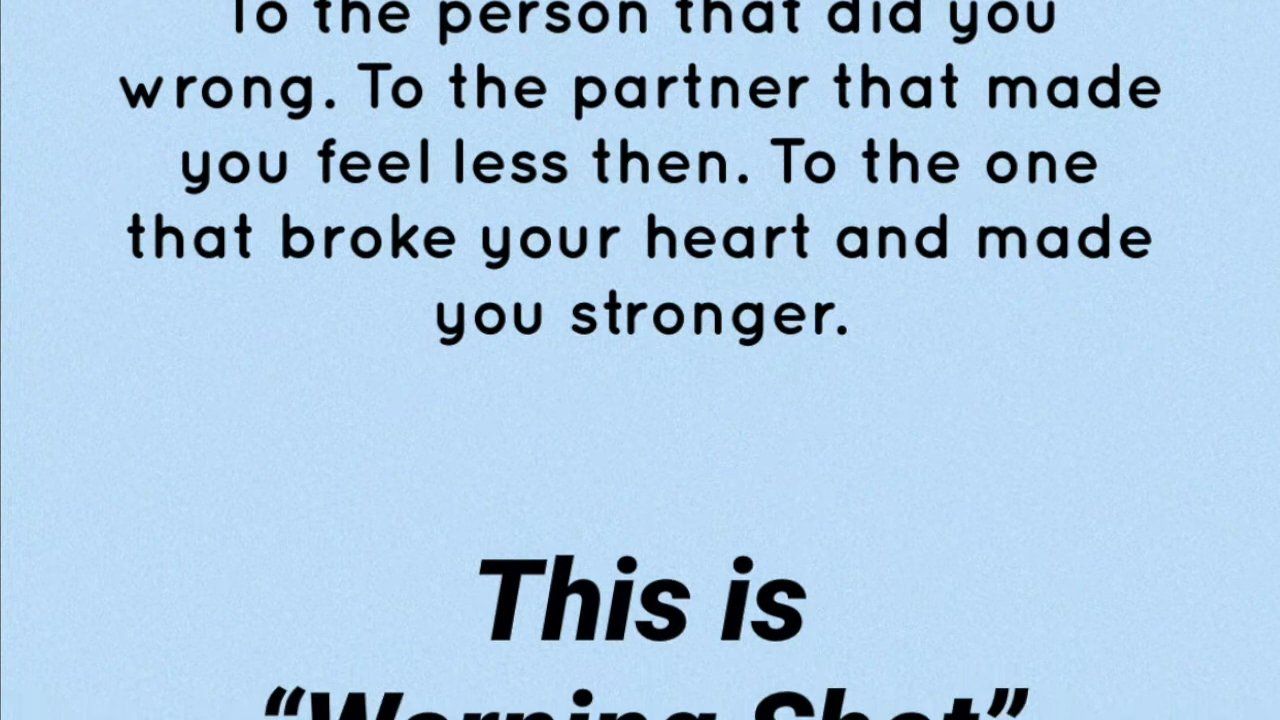 To the person that did you
wrong. To the partner that made
you feel less then. To the one
that broke your heart and made
you stronger.
This is
“Warning Shot”